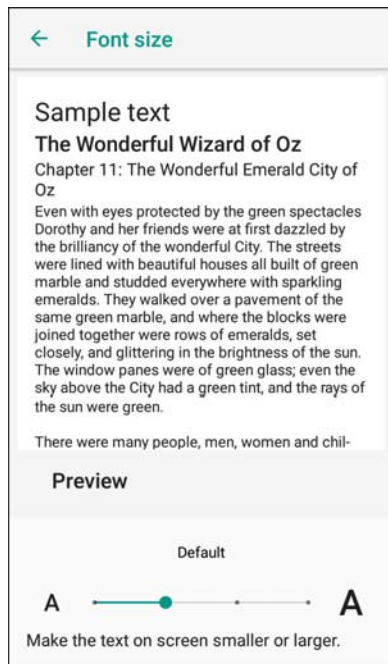 Font size
Sample text
The Wonderful Wizard of Oz
Chapter 11: The Wonderful Emerald City of
Oz
Even with eyes protected by the green spectacles
Dorothy and her friends were at first dazzled by
the brilliancy of the wonderful City. The streets
were lined with beautiful houses all built of green
marble and studded everywhere with sparkling
emeralds. They walked over a pavement of the
same green marble, and where the blocks were
joined together were rows of emeralds, set
closely, and glittering in the brightness of the sun.
The window panes were of green glass; even the
sky above the City had a green tint, and the rays of
the sun were green.
There were many people, men, women and chil-
Preview
Default
A A
Make the text on screen smaller or larger.